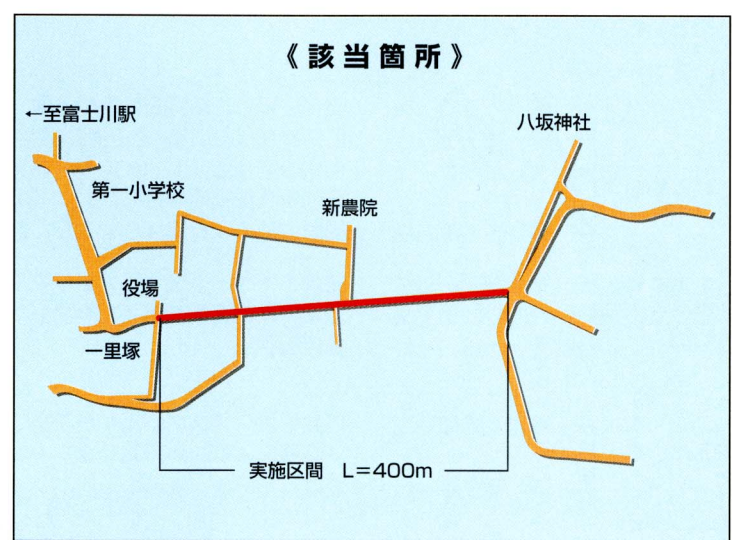 《該当箇所》
←至富士川駅
八坂神社
第一小学校
新農院
役場
一里塚
実施区間　L=400m